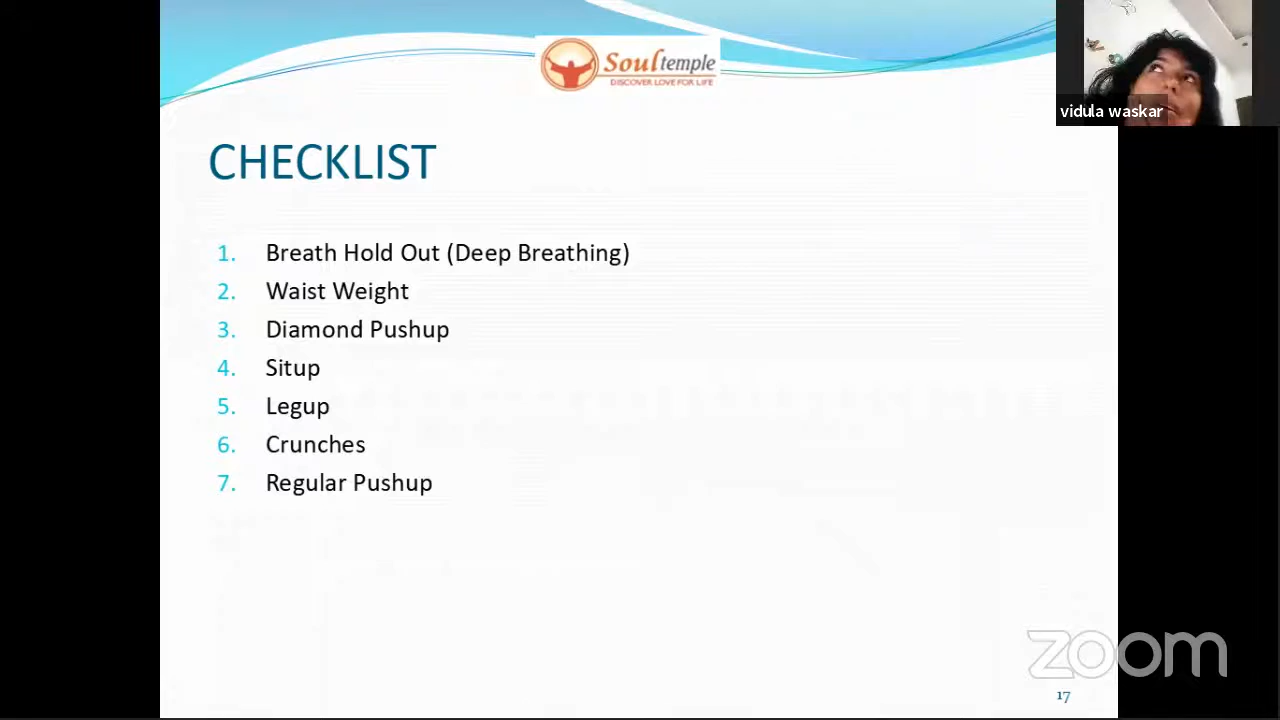 Soultemple
DISCOVER LOVE FOR LIFE
vidula waskar
CHECKLIST
1. Breath Hold Out (Deep Breathing)
2. Waist Weight
3. Diamond Pushup
4. Situp
5. Legup
6. Crunches
7. Regular Pushup
zoom
17